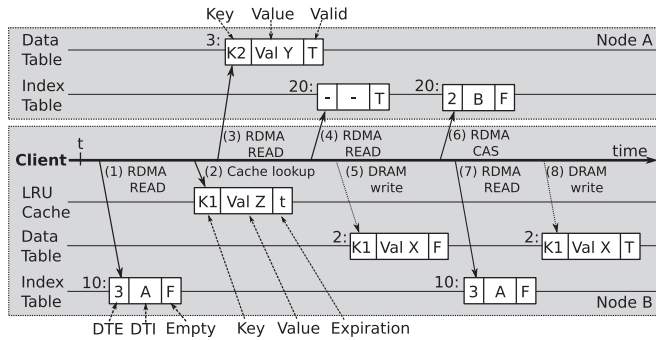 Key Value Valid
Data Table
3: K2 Val Y T
Node A
Index Table
20: - - T
20: 2 B F
(3) RDMA READ
(4) RDMA READ
(6) RDMA CAS
t
Client
time
(1) RDMA READ
(2) Cache lookup
(5) DRAM write
(7) RDMA READ
(8) DRAM write
LRU Cache
K1 Val Z t
Data Table
2: K1 Val X F
2: K1 Val X T
Index Table
10: 3 A F
10: 3 A F
Node B
DTE DTI Empty Key Value Expiration